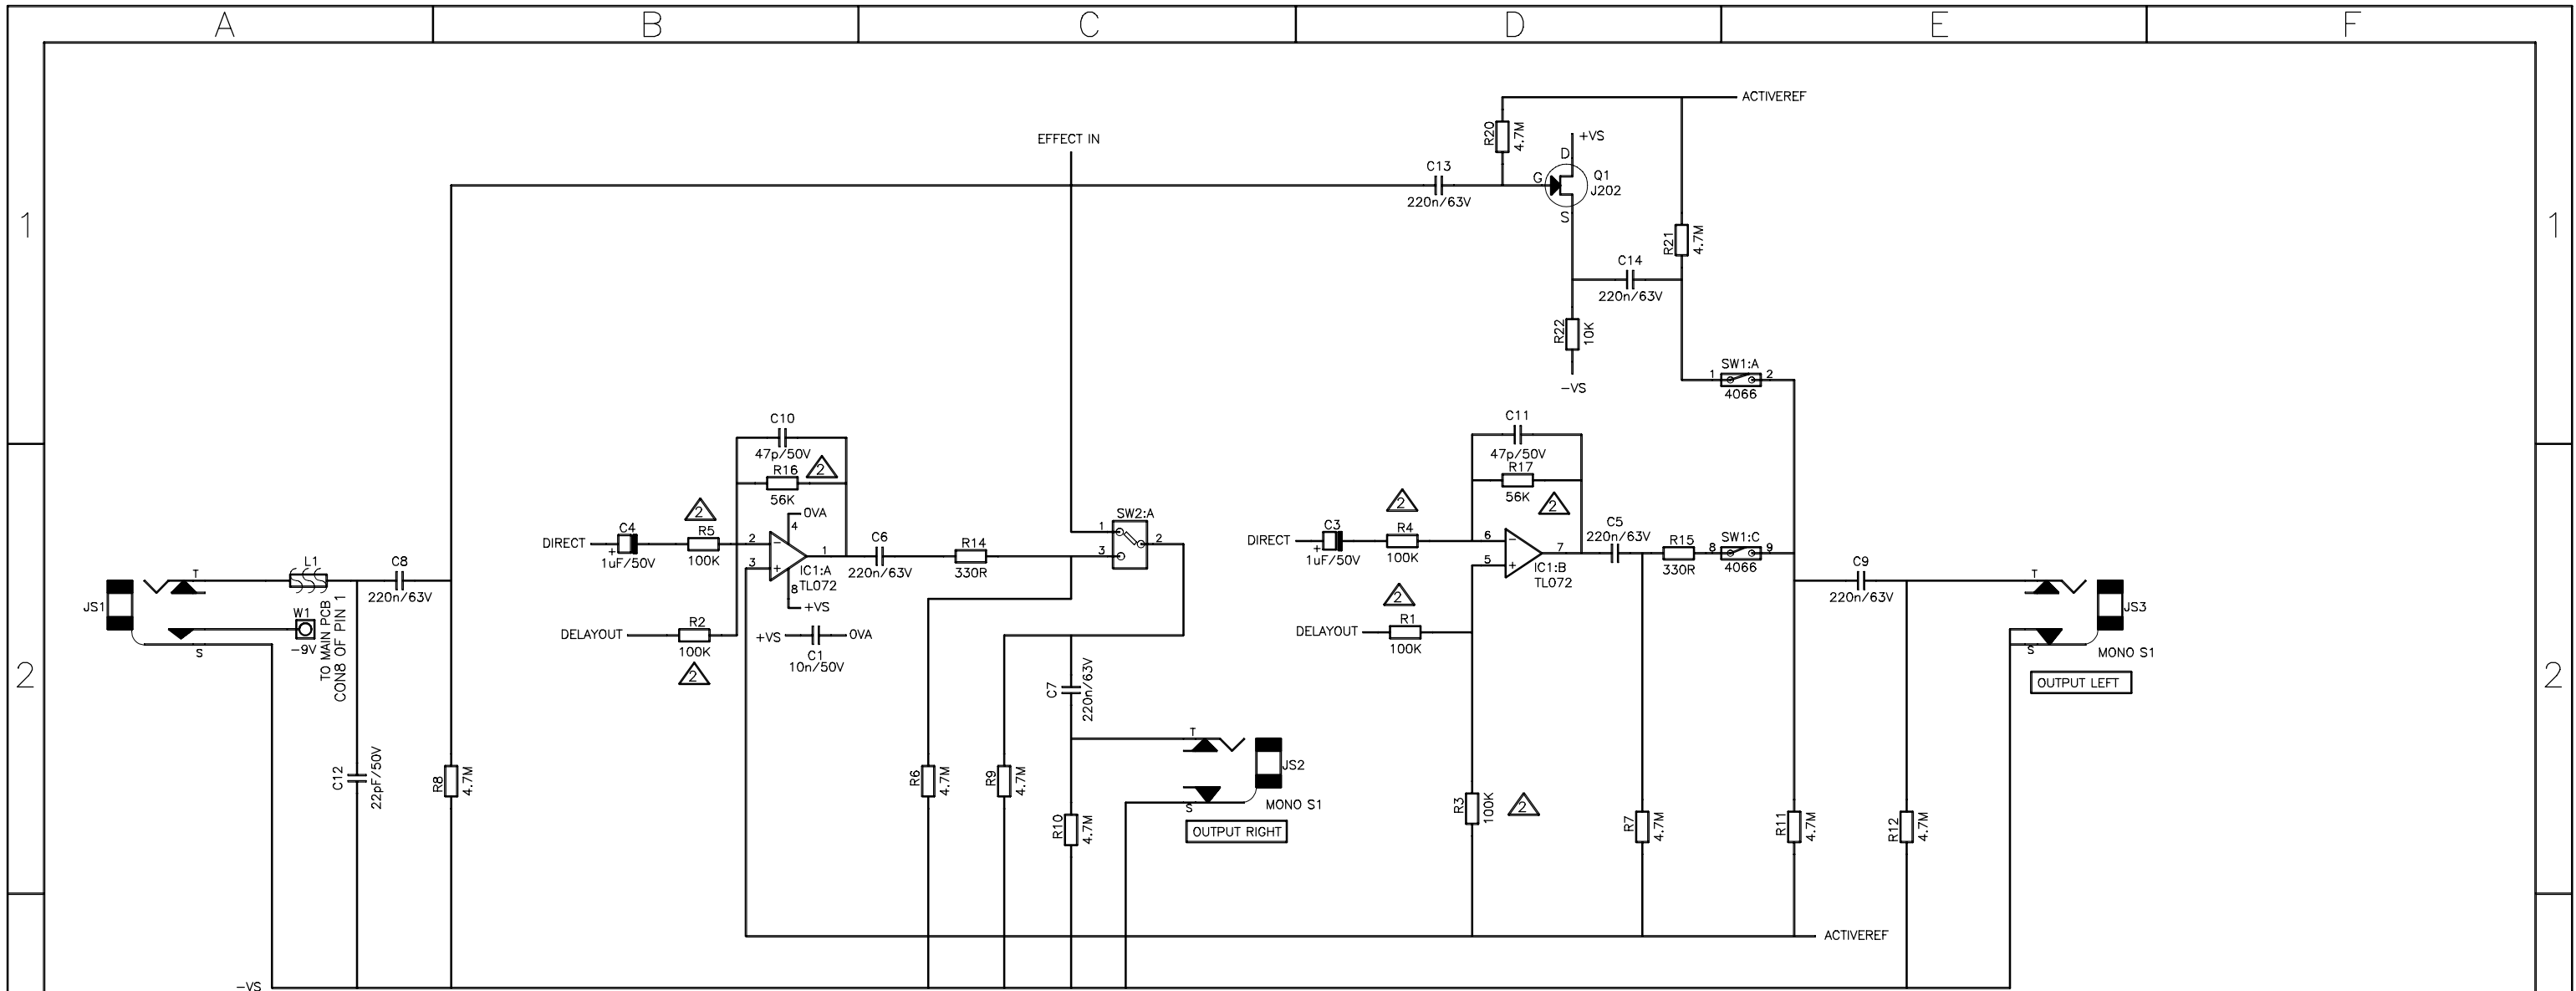 A B C D E F
1 1
2 2
ACTIVEREF
EFFECT IN
R20
4.7M
+VS
D
G
S
Q1
J202
C13
220n/63V
R21
4.7M
C14
220n/63V
R22
10K
-VS
SW1:A
1 2
4066
C10
47p/50V
R16
2
56K
DIRECT
C4
+
1uF/50V
2
R5
100K
0VA
4
2
-
3
+
1
8
IC1:A
TL072
+VS
C6
220n/63V
R14
330R
SW2:A
1
2
3
DELAYOUT
R2
100K
2
+VS
0VA
C1
10n/50V
C11
47p/50V
R17
56K
2
DIRECT
C3
+
1uF/50V
2
R4
100K
6
-
5
+
7
IC1:B
TL072
C5
220n/63V
R15
330R
SW1:C
8 9
4066
DELAYOUT
2
R1
100K
JS1
T
S
L1
W1
-9V
TO MAIN PCB
CON8 OF PIN 1
C8
220n/63V
C12
22pF/50V
R8
4.7M
R6
4.7M
R9
4.7M
C7
220n/63V
R10
4.7M
T
S
JS2
MONO S1
OUTPUT RIGHT
R3
100K
2
R7
4.7M
R11
4.7M
C9
220n/63V
R12
4.7M
T
S
JS3
MONO S1
OUTPUT LEFT
ACTIVEREF
-VS